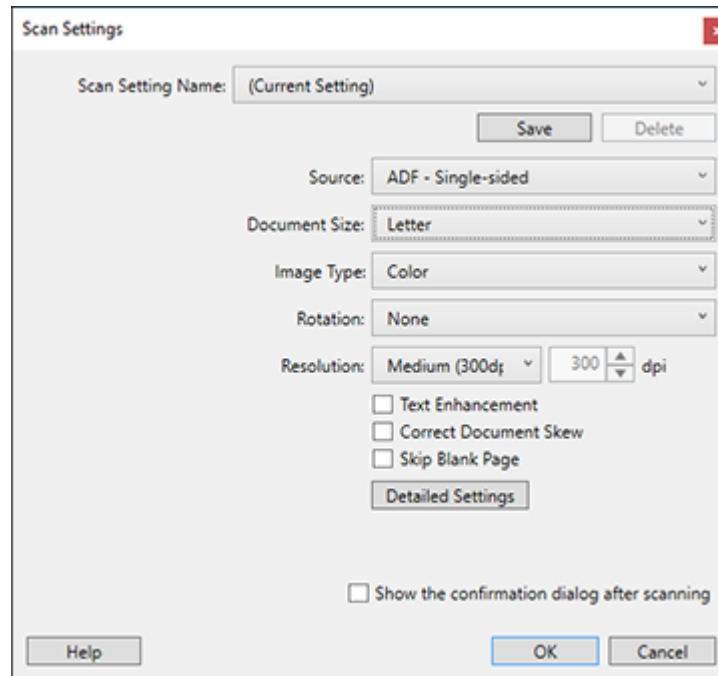 Scan Settings
Scan Setting Name: (Current Setting)
Save Delete
Source: ADF - Single-sided
Document Size: Letter
Image Type: Color
Rotation: None
Resolution: Medium (300dp 300 dpi
Text Enhancement
Correct Document Skew
Skip Blank Page
Detailed Settings
Show the confirmation dialog after scanning
Help OK Cancel